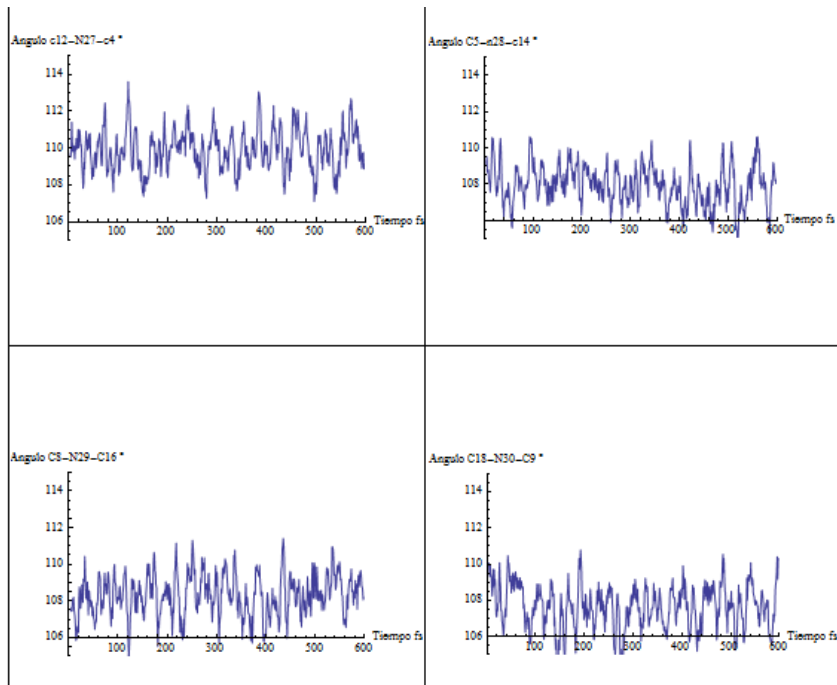 Angulo c12–N27–c4 °
114
112
110
108
106
100 200 300 400 500 600
Tiempo fs
Angulo C5–n28–c14 °
114
112
110
108
100 200 300 400 500 600
Tiempo fs
Angulo C8–N29–C16 °
114
112
110
108
106
100 200 300 400 500 600
Tiempo fs
Angulo C18–N30–C9 °
114
112
110
108
106
100 200 300 400 500 600
Tiempo fs